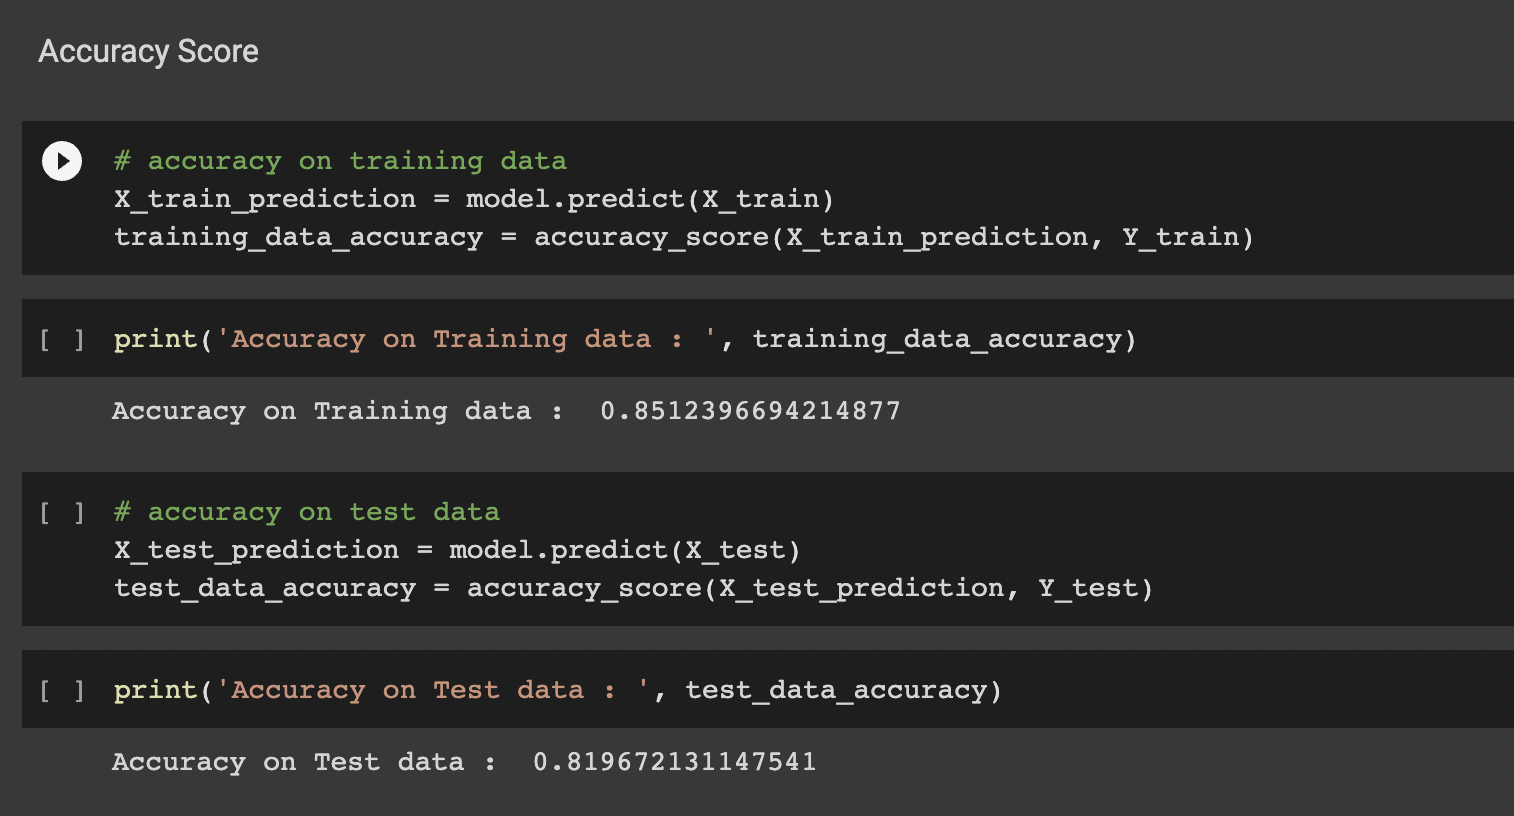 Accuracy Score
# accuracy on training data
X_train_prediction = model.predict(X_train)
training_data_accuracy = accuracy_score(X_train_prediction, Y_train)
[ ] print('Accuracy on Training data : ', training_data_accuracy)
Accuracy on Training data :  0.8512396694214877
[ ] # accuracy on test data
X_test_prediction = model.predict(X_test)
test_data_accuracy = accuracy_score(X_test_prediction, Y_test)
[ ] print('Accuracy on Test data : ', test_data_accuracy)
Accuracy on Test data :  0.819672131147541